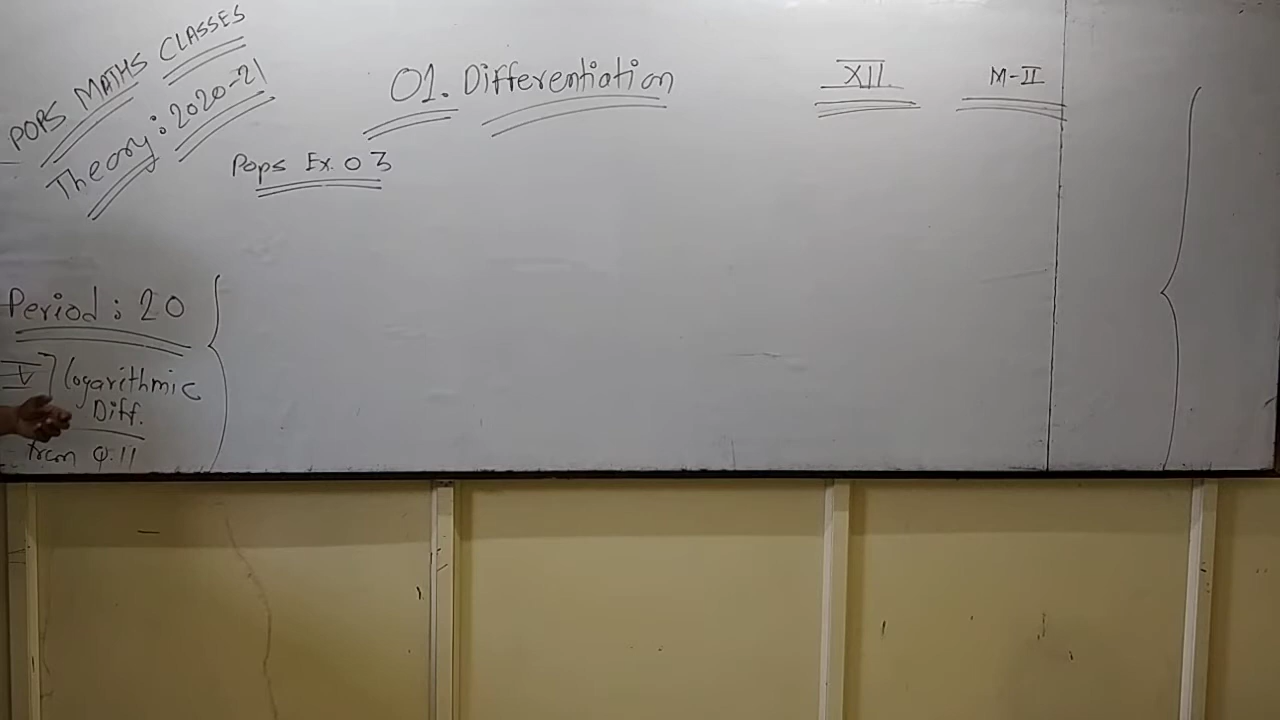 POPS MATHS CLASSES
Theory : 2020-21
01. Differentiation
XII
M-II
Pops Ex. 03
Period : 20
V] Logarithmic
Diff.
from Q.11